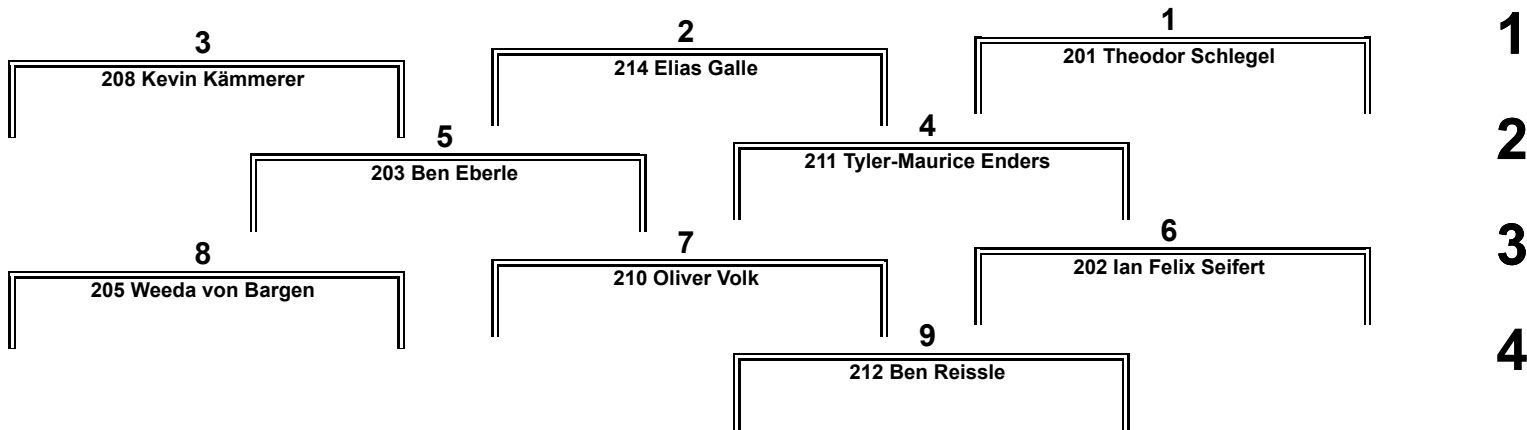 3 2 1 1
208 Kevin Kämmerer 214 Elias Galle 201 Theodor Schlegel
5 4 2
203 Ben Eberle 211 Tyler-Maurice Enders
8 7 6 3
205 Weeda von Bargen 210 Oliver Volk 202 Ian Felix Seifert
9 4
212 Ben Reissle